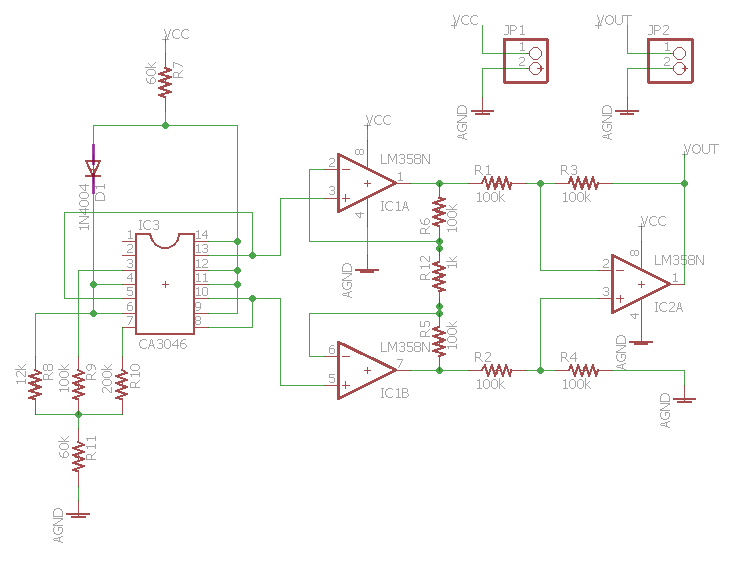 VCC
60k
R7
1N4004
D1
IC3
1
2
3
4
5
6
7
14
13
12
11
10
9
8
CA3046
12k
R8
100k
R9
200k
R10
60k
R11
AGND
VCC
LM358N
2
3
8
4
1
IC1A
AGND
R6
100k
R12
1k
R5
100k
LM358N
6
5
7
IC1B
R1
100k
R3
100k
R2
100k
R4
100k
AGND
VCC
LM358N
2
3
8
4
1
IC2A
AGND
VOUT
VCC
JP1
1
2
AGND
VOUT
JP2
1
2
AGND